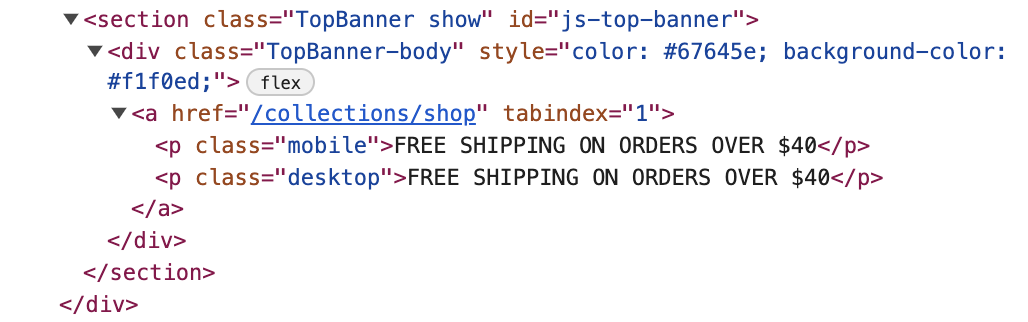 <section class="TopBanner show" id="js-top-banner">
<div class="TopBanner-body" style="color: #67645e; background-color:
#f1f0ed;"> flex
<a href="/collections/shop" tabindex="1">
<p class="mobile">FREE SHIPPING ON ORDERS OVER $40</p>
<p class="desktop">FREE SHIPPING ON ORDERS OVER $40</p>
</a>
</div>
</section>
</div>